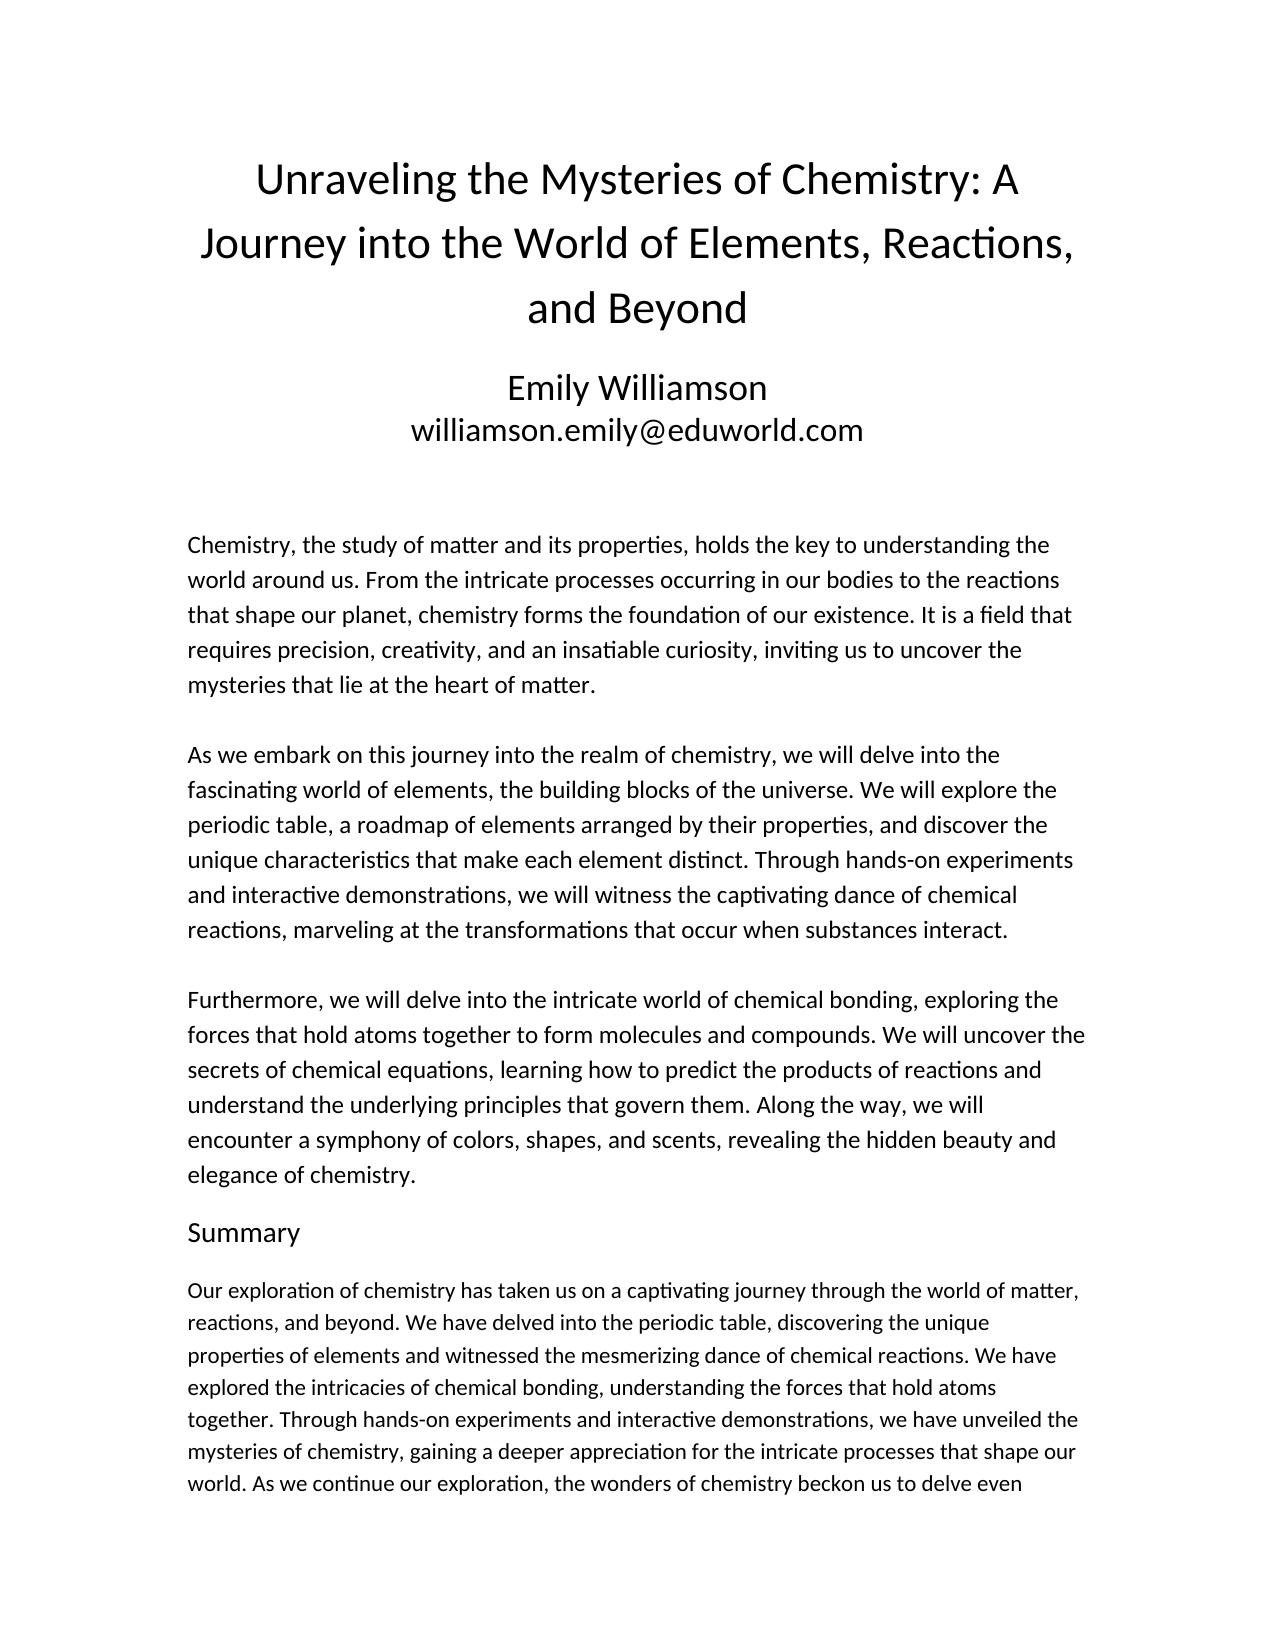 Unraveling the Mysteries of Chemistry: A
Journey into the World of Elements, Reactions,
and Beyond
Emily Williamson
williamson.emily@eduworld.com
Chemistry, the study of matter and its properties, holds the key to understanding the
world around us. From the intricate processes occurring in our bodies to the reactions
that shape our planet, chemistry forms the foundation of our existence. It is a field that
requires precision, creativity, and an insatiable curiosity, inviting us to uncover the
mysteries that lie at the heart of matter.
As we embark on this journey into the realm of chemistry, we will delve into the
fascinating world of elements, the building blocks of the universe. We will explore the
periodic table, a roadmap of elements arranged by their properties, and discover the
unique characteristics that make each element distinct. Through hands-on experiments
and interactive demonstrations, we will witness the captivating dance of chemical
reactions, marveling at the transformations that occur when substances interact.
Furthermore, we will delve into the intricate world of chemical bonding, exploring the
forces that hold atoms together to form molecules and compounds. We will uncover the
secrets of chemical equations, learning how to predict the products of reactions and
understand the underlying principles that govern them. Along the way, we will
encounter a symphony of colors, shapes, and scents, revealing the hidden beauty and
elegance of chemistry.
Summary
Our exploration of chemistry has taken us on a captivating journey through the world of matter,
reactions, and beyond. We have delved into the periodic table, discovering the unique
properties of elements and witnessed the mesmerizing dance of chemical reactions. We have
explored the intricacies of chemical bonding, understanding the forces that hold atoms
together. Through hands-on experiments and interactive demonstrations, we have unveiled the
mysteries of chemistry, gaining a deeper appreciation for the intricate processes that shape our
world. As we continue our exploration, the wonders of chemistry beckon us to delve even